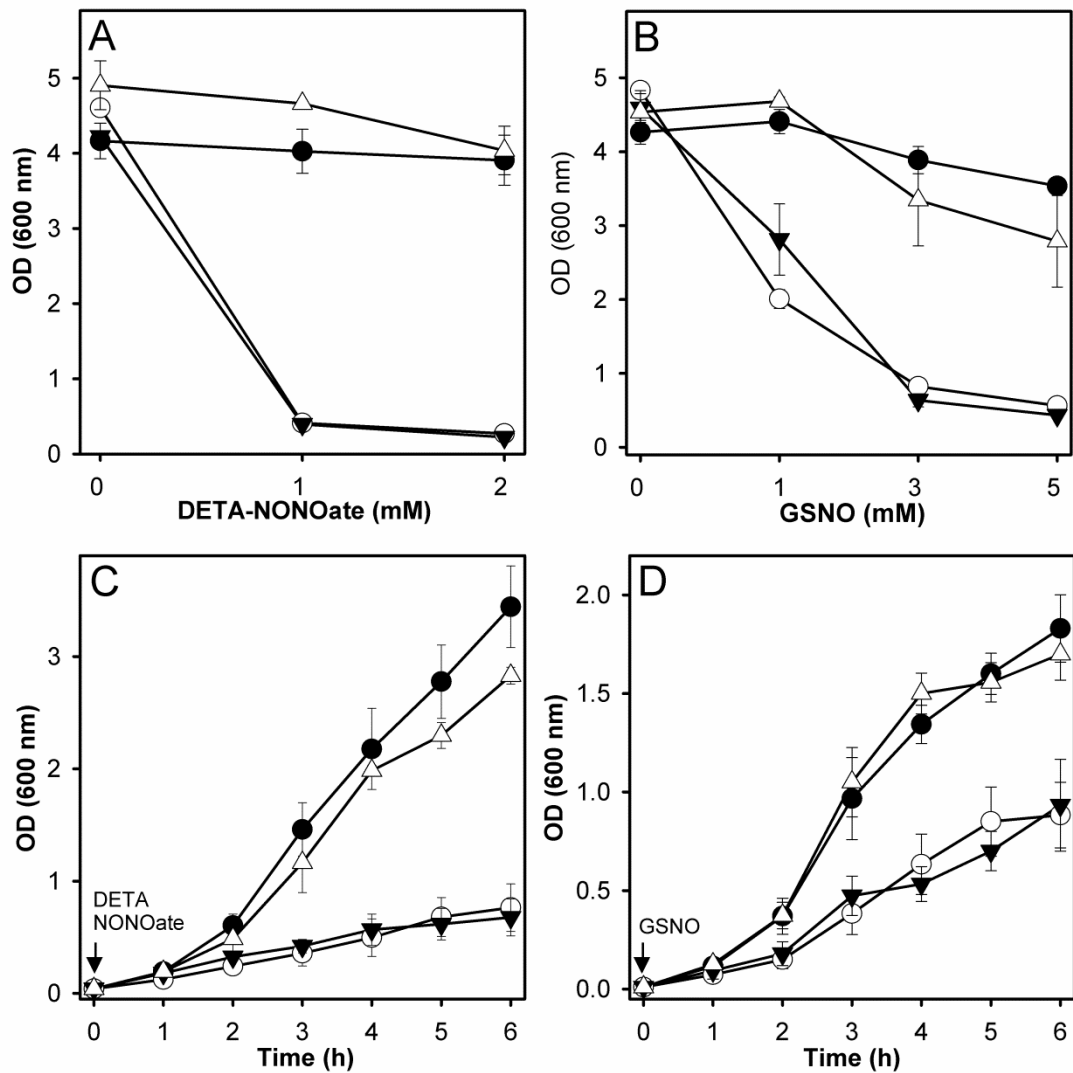 A
OD (600 nm)
5
4
3
2
1
0
0 1 2
DETA-NONOate (mM)
B
OD (600 nm)
5
4
3
2
1
0
0 1 3 5
GSNO (mM)
C
OD (600 nm)
3
2
1
0
DETA
NONOate
0 1 2 3 4 5 6
Time (h)
D
OD (600 nm)
2.0
1.5
1.0
0.5
0.0
GSNO
0 1 2 3 4 5 6
Time (h)